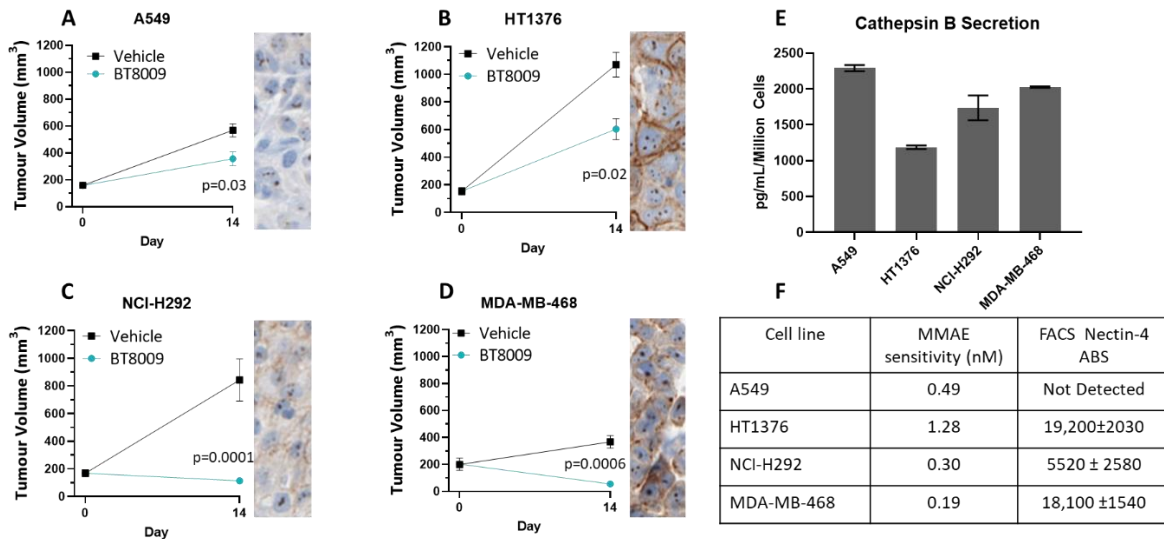 A
A549
Tumour Volume (mm³)
1200
1000
800
600
400
200
0
Vehicle
BT8009
p=0.03
0
14
Day
B
HT1376
Tumour Volume (mm³)
1200
1000
800
600
400
200
0
Vehicle
BT8009
p=0.02
0
14
Day
E
Cathepsin B Secretion
pg/mL/Million Cells
2500
2000
1500
1000
500
0
A549
HT1376
NCI-H292
MDA-MB-468
C
NCI-H292
Tumour Volume (mm³)
1200
1000
800
600
400
200
0
Vehicle
BT8009
p=0.0001
0
14
Day
D
MDA-MB-468
Tumour Volume (mm³)
1200
1000
800
600
400
200
0
Vehicle
BT8009
p=0.0006
0
14
Day
F
Cell line
MMAE
sensitivity (nM)
FACS Nectin-4
ABS
A549
0.49
Not Detected
HT1376
1.28
19,200±2030
NCI-H292
0.30
5520 ± 2580
MDA-MB-468
0.19
18,100 ±1540